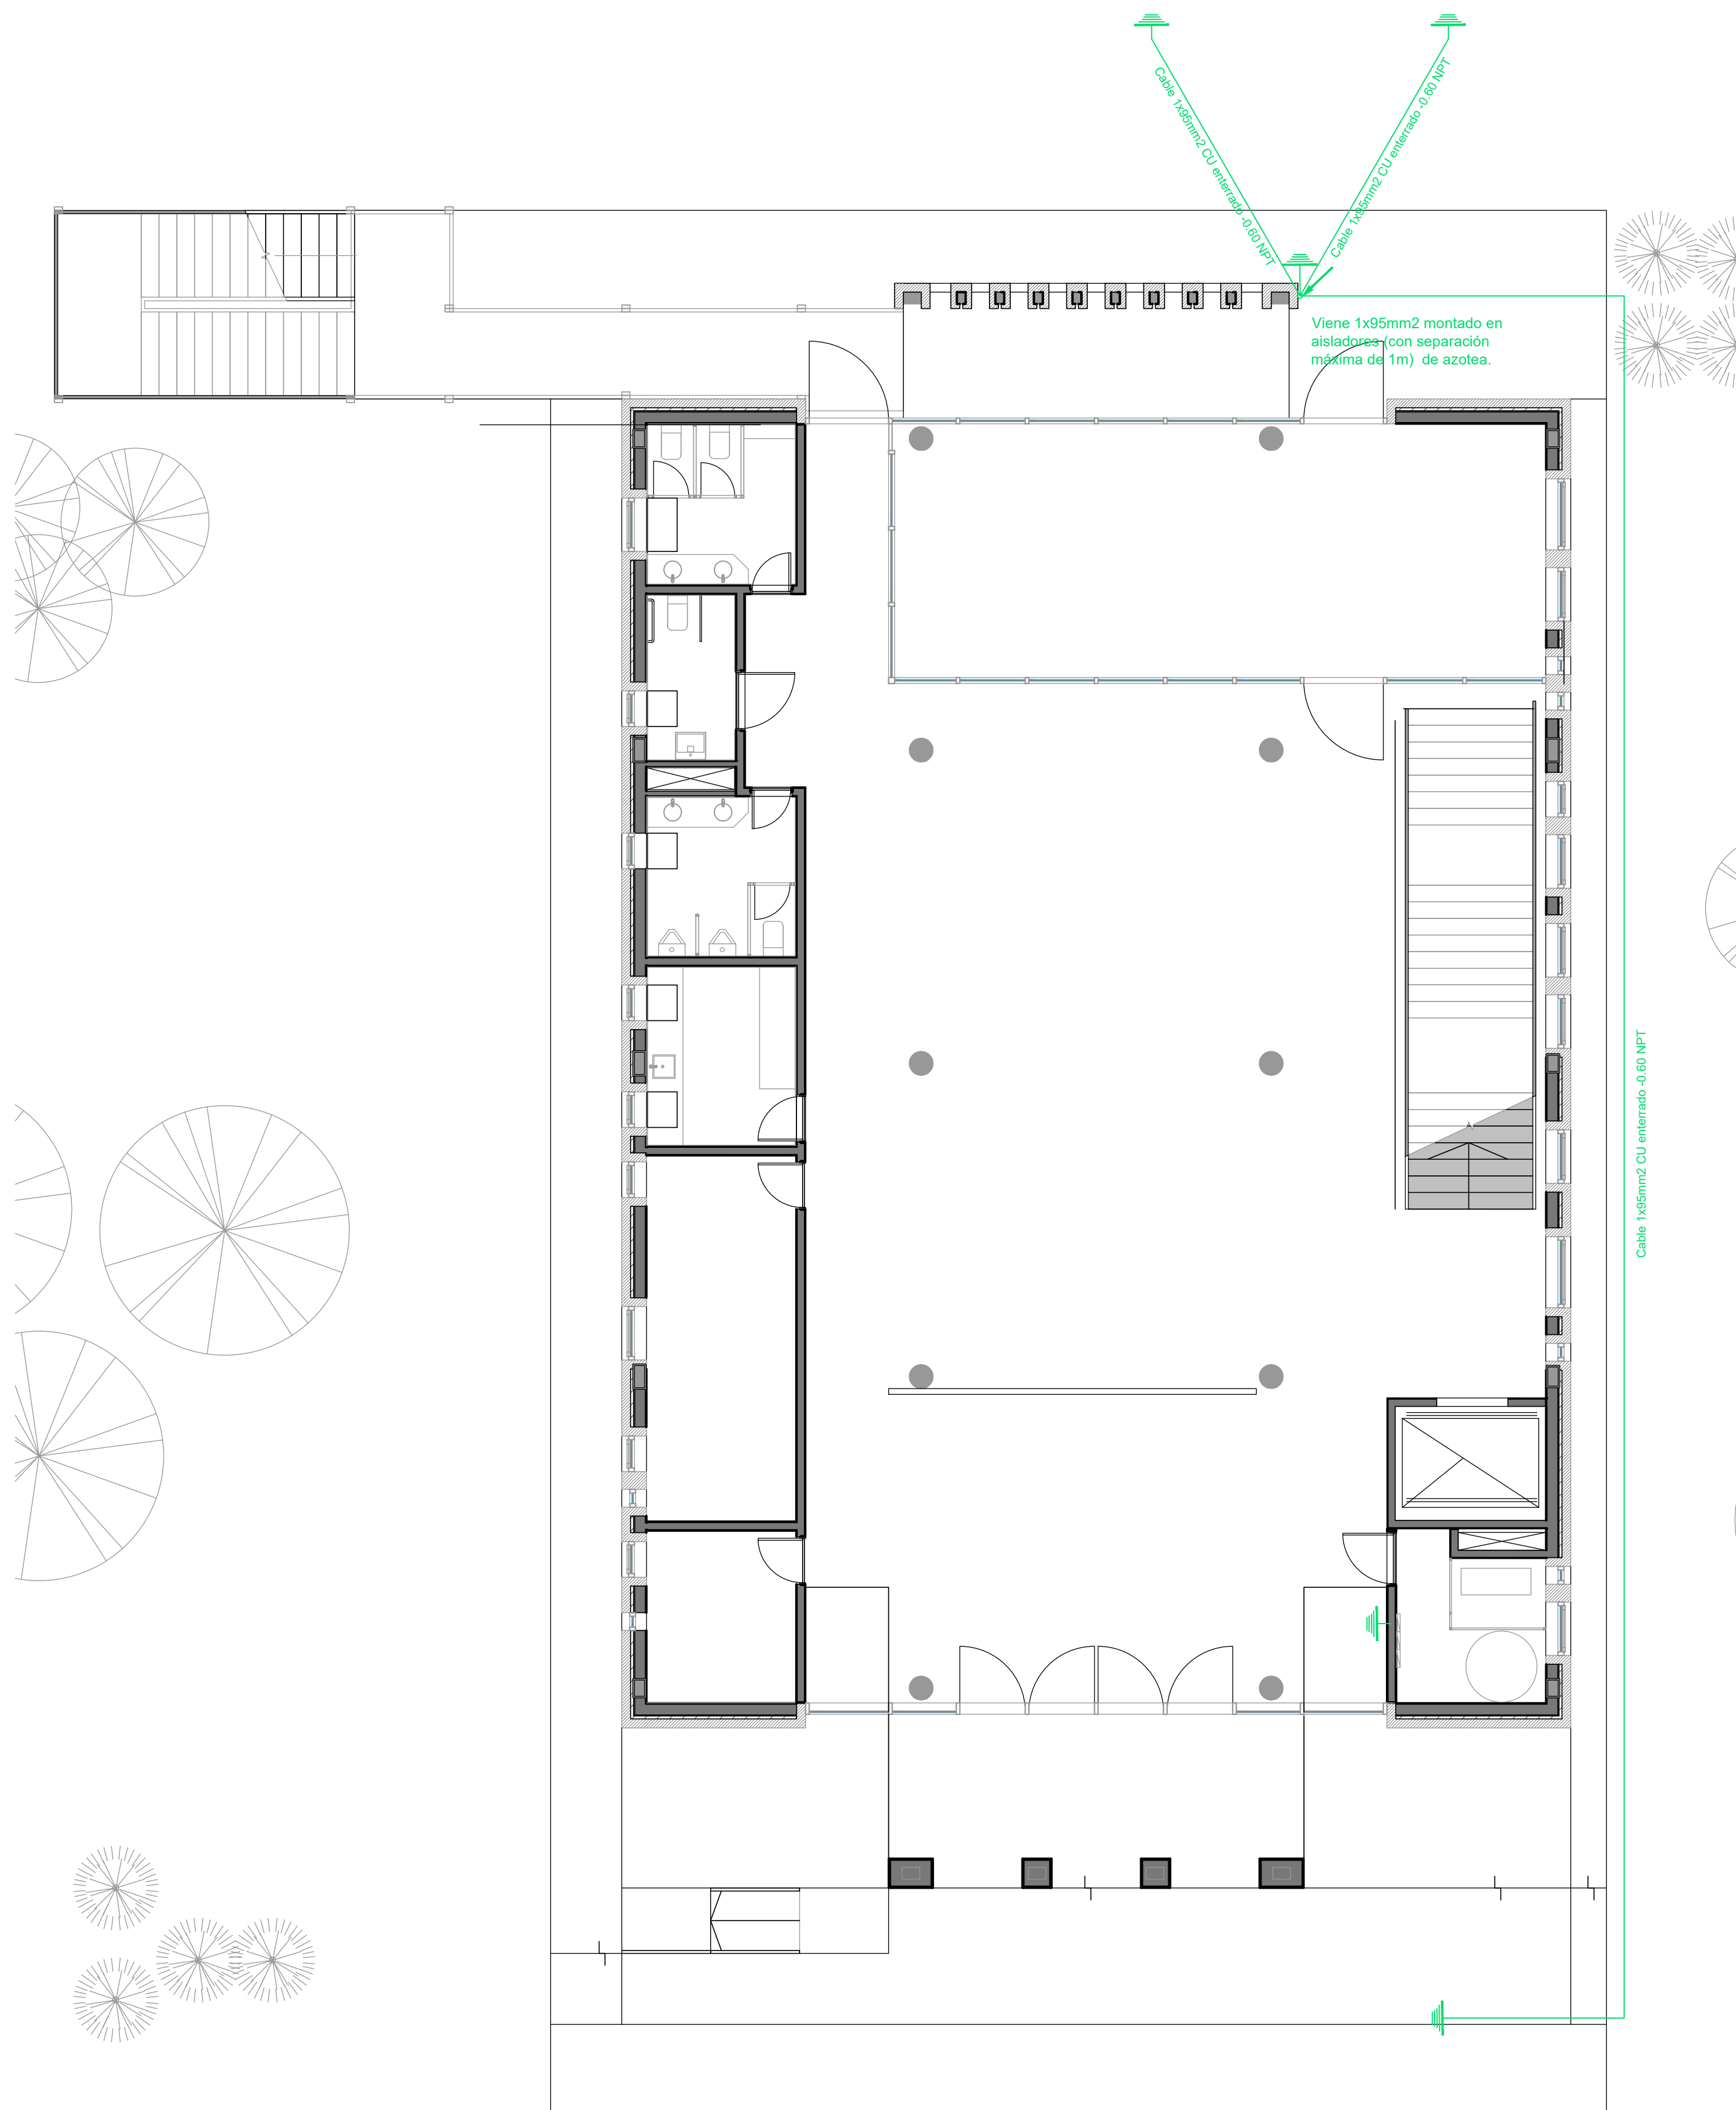 Cable 1x95mm2 CU enterrado -0.60 NPT
Cable 1x95mm2 CU enterrado -0.60 NPT
Viene 1x95mm2 montado en
aisladores (con separación
máxima de 1m) de azotea.
Cable 1x95mm2 CU enterrado -0.60 NPT